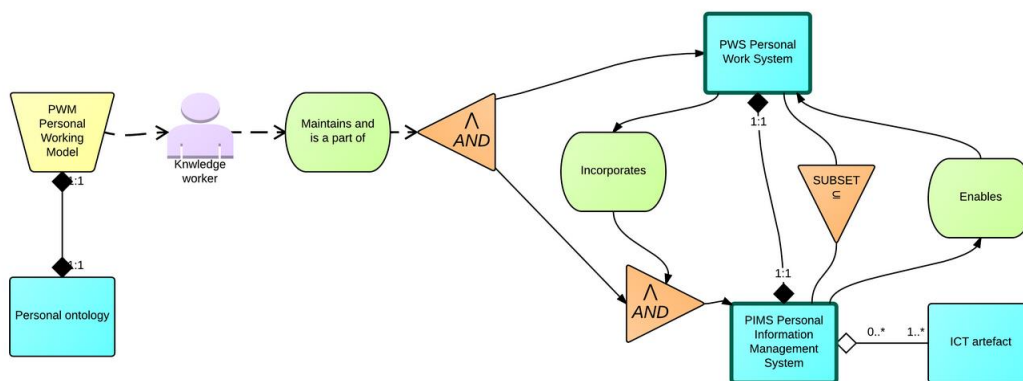 PWM
Personal
Working
Model
1:1
1:1
Personal ontology
Knwledge
worker
Maintains and
is a part of
⋀
AND
PWS Personal
Work System
Incorporates
1:1
1:1
SUBSET
⊆
Enables
⋀
AND
PIMS Personal
Information
Management
System
0..*
1..*
ICT artefact